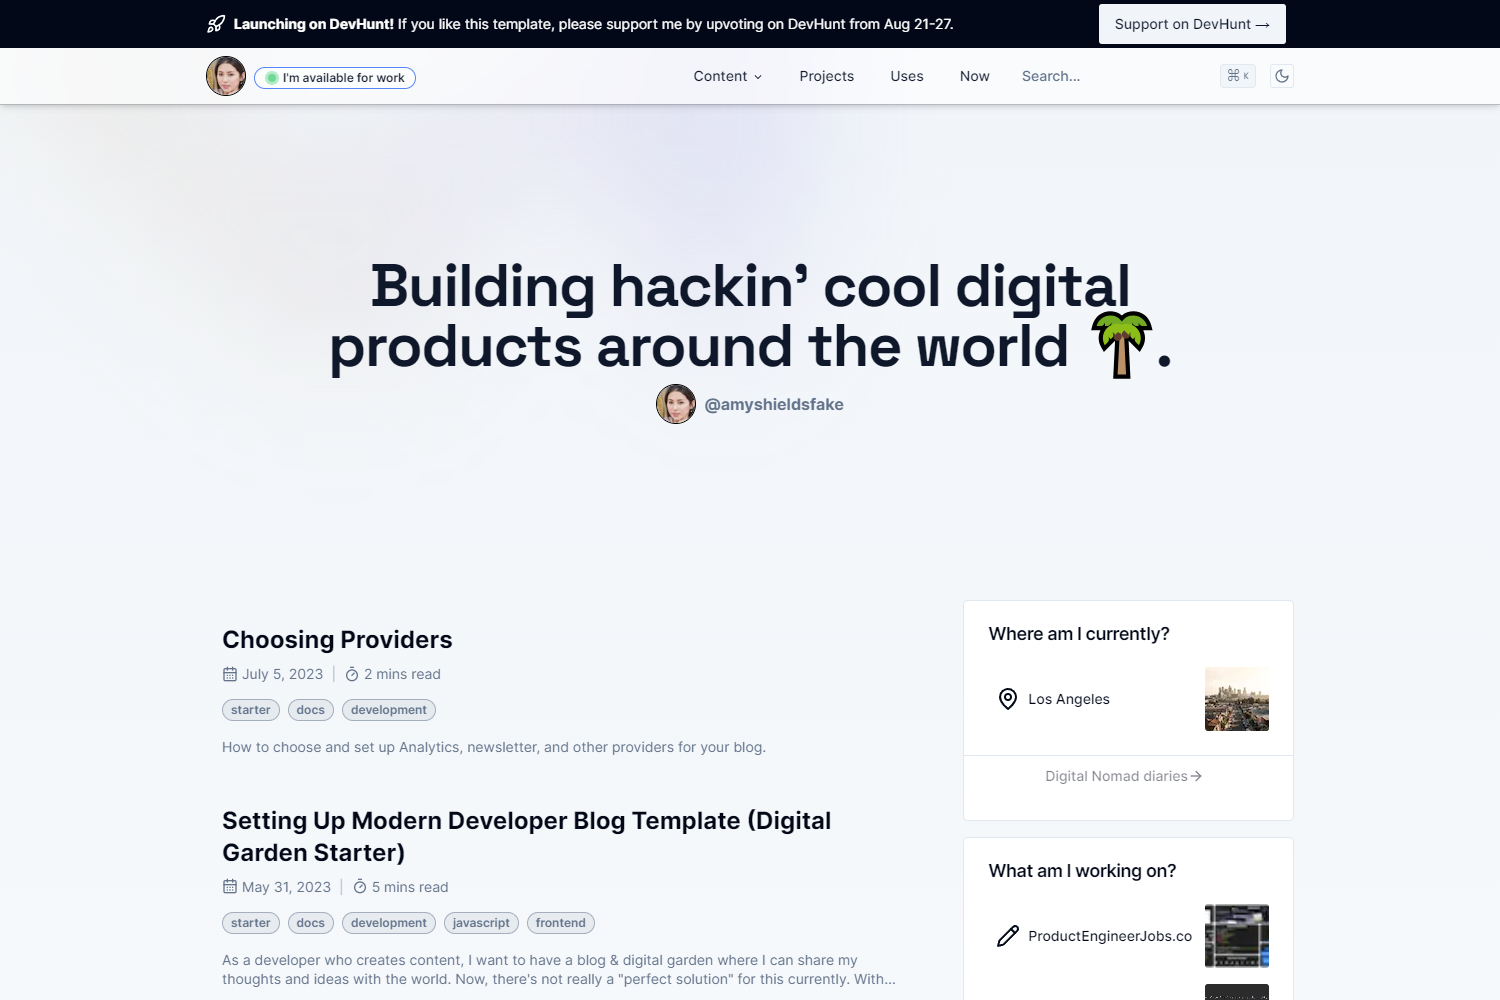 Launching on DevHunt! If you like this template, please support me by upvoting on DevHunt from Aug 21-27.
Support on DevHunt →
I'm available for work
Content
Projects
Uses
Now
Search...
⌘ K
Building hackin’ cool digital
products around the world 🌴.
@amyshieldsfake
Choosing Providers
July 5, 2023 | 2 mins read
starter
docs
development
How to choose and set up Analytics, newsletter, and other providers for your blog.
Setting Up Modern Developer Blog Template (Digital
Garden Starter)
May 31, 2023 | 5 mins read
starter
docs
development
javascript
frontend
As a developer who creates content, I want to have a blog & digital garden where I can share my
thoughts and ideas with the world. Now, there's not really a "perfect solution" for this currently. With...
Where am I currently?
Los Angeles
Digital Nomad diaries→
What am I working on?
ProductEngineerJobs.co